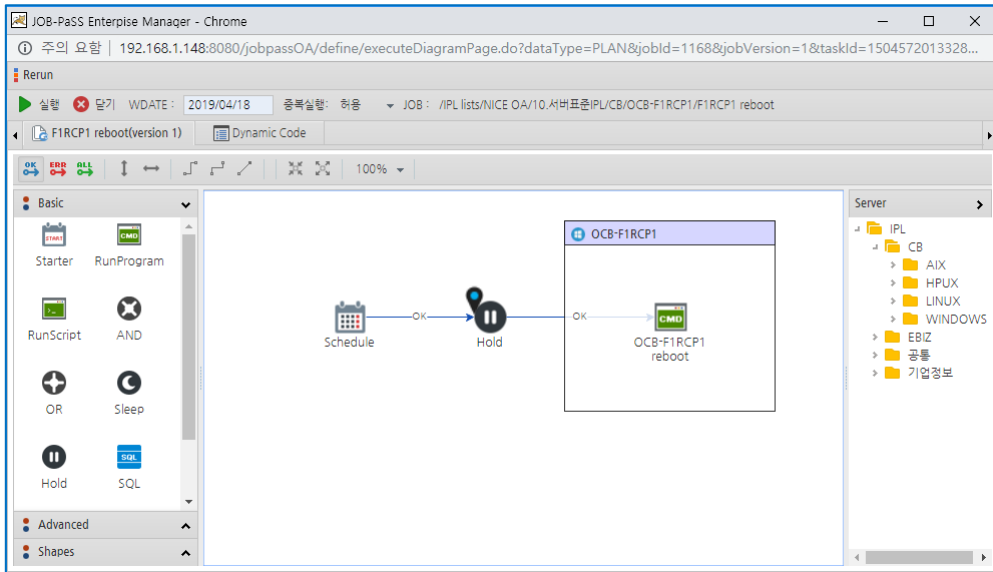 JOB-PaSS Enterpise Manager - Chrome
주의 요함 | 192.168.1.148:8080/jobpassOA/define/executeDiagramPage.do?dataType=PLAN&jobId=1168&jobVersion=1&taskId=1504572013328...
Rerun
실행 닫기 WDATE : 2019/04/18 중복실행: 허용 JOB : /IPL lists/NICE OA/10.서버표준IPL/CB/OCB-F1RCP1/F1RCP1 reboot
F1RCP1 reboot(version 1) Dynamic Code
OK ERR ALL 100%
Basic
START CMD
Starter RunProgram
RunScript AND
OR Sleep
SQL
Hold SQL
Advanced
Shapes
OCB-F1RCP1
OK OK CMD
Schedule Hold OCB-F1RCP1
reboot
Server
IPL
CB
AIX
HPUX
LINUX
WINDOWS
EBIZ
공통
기업정보